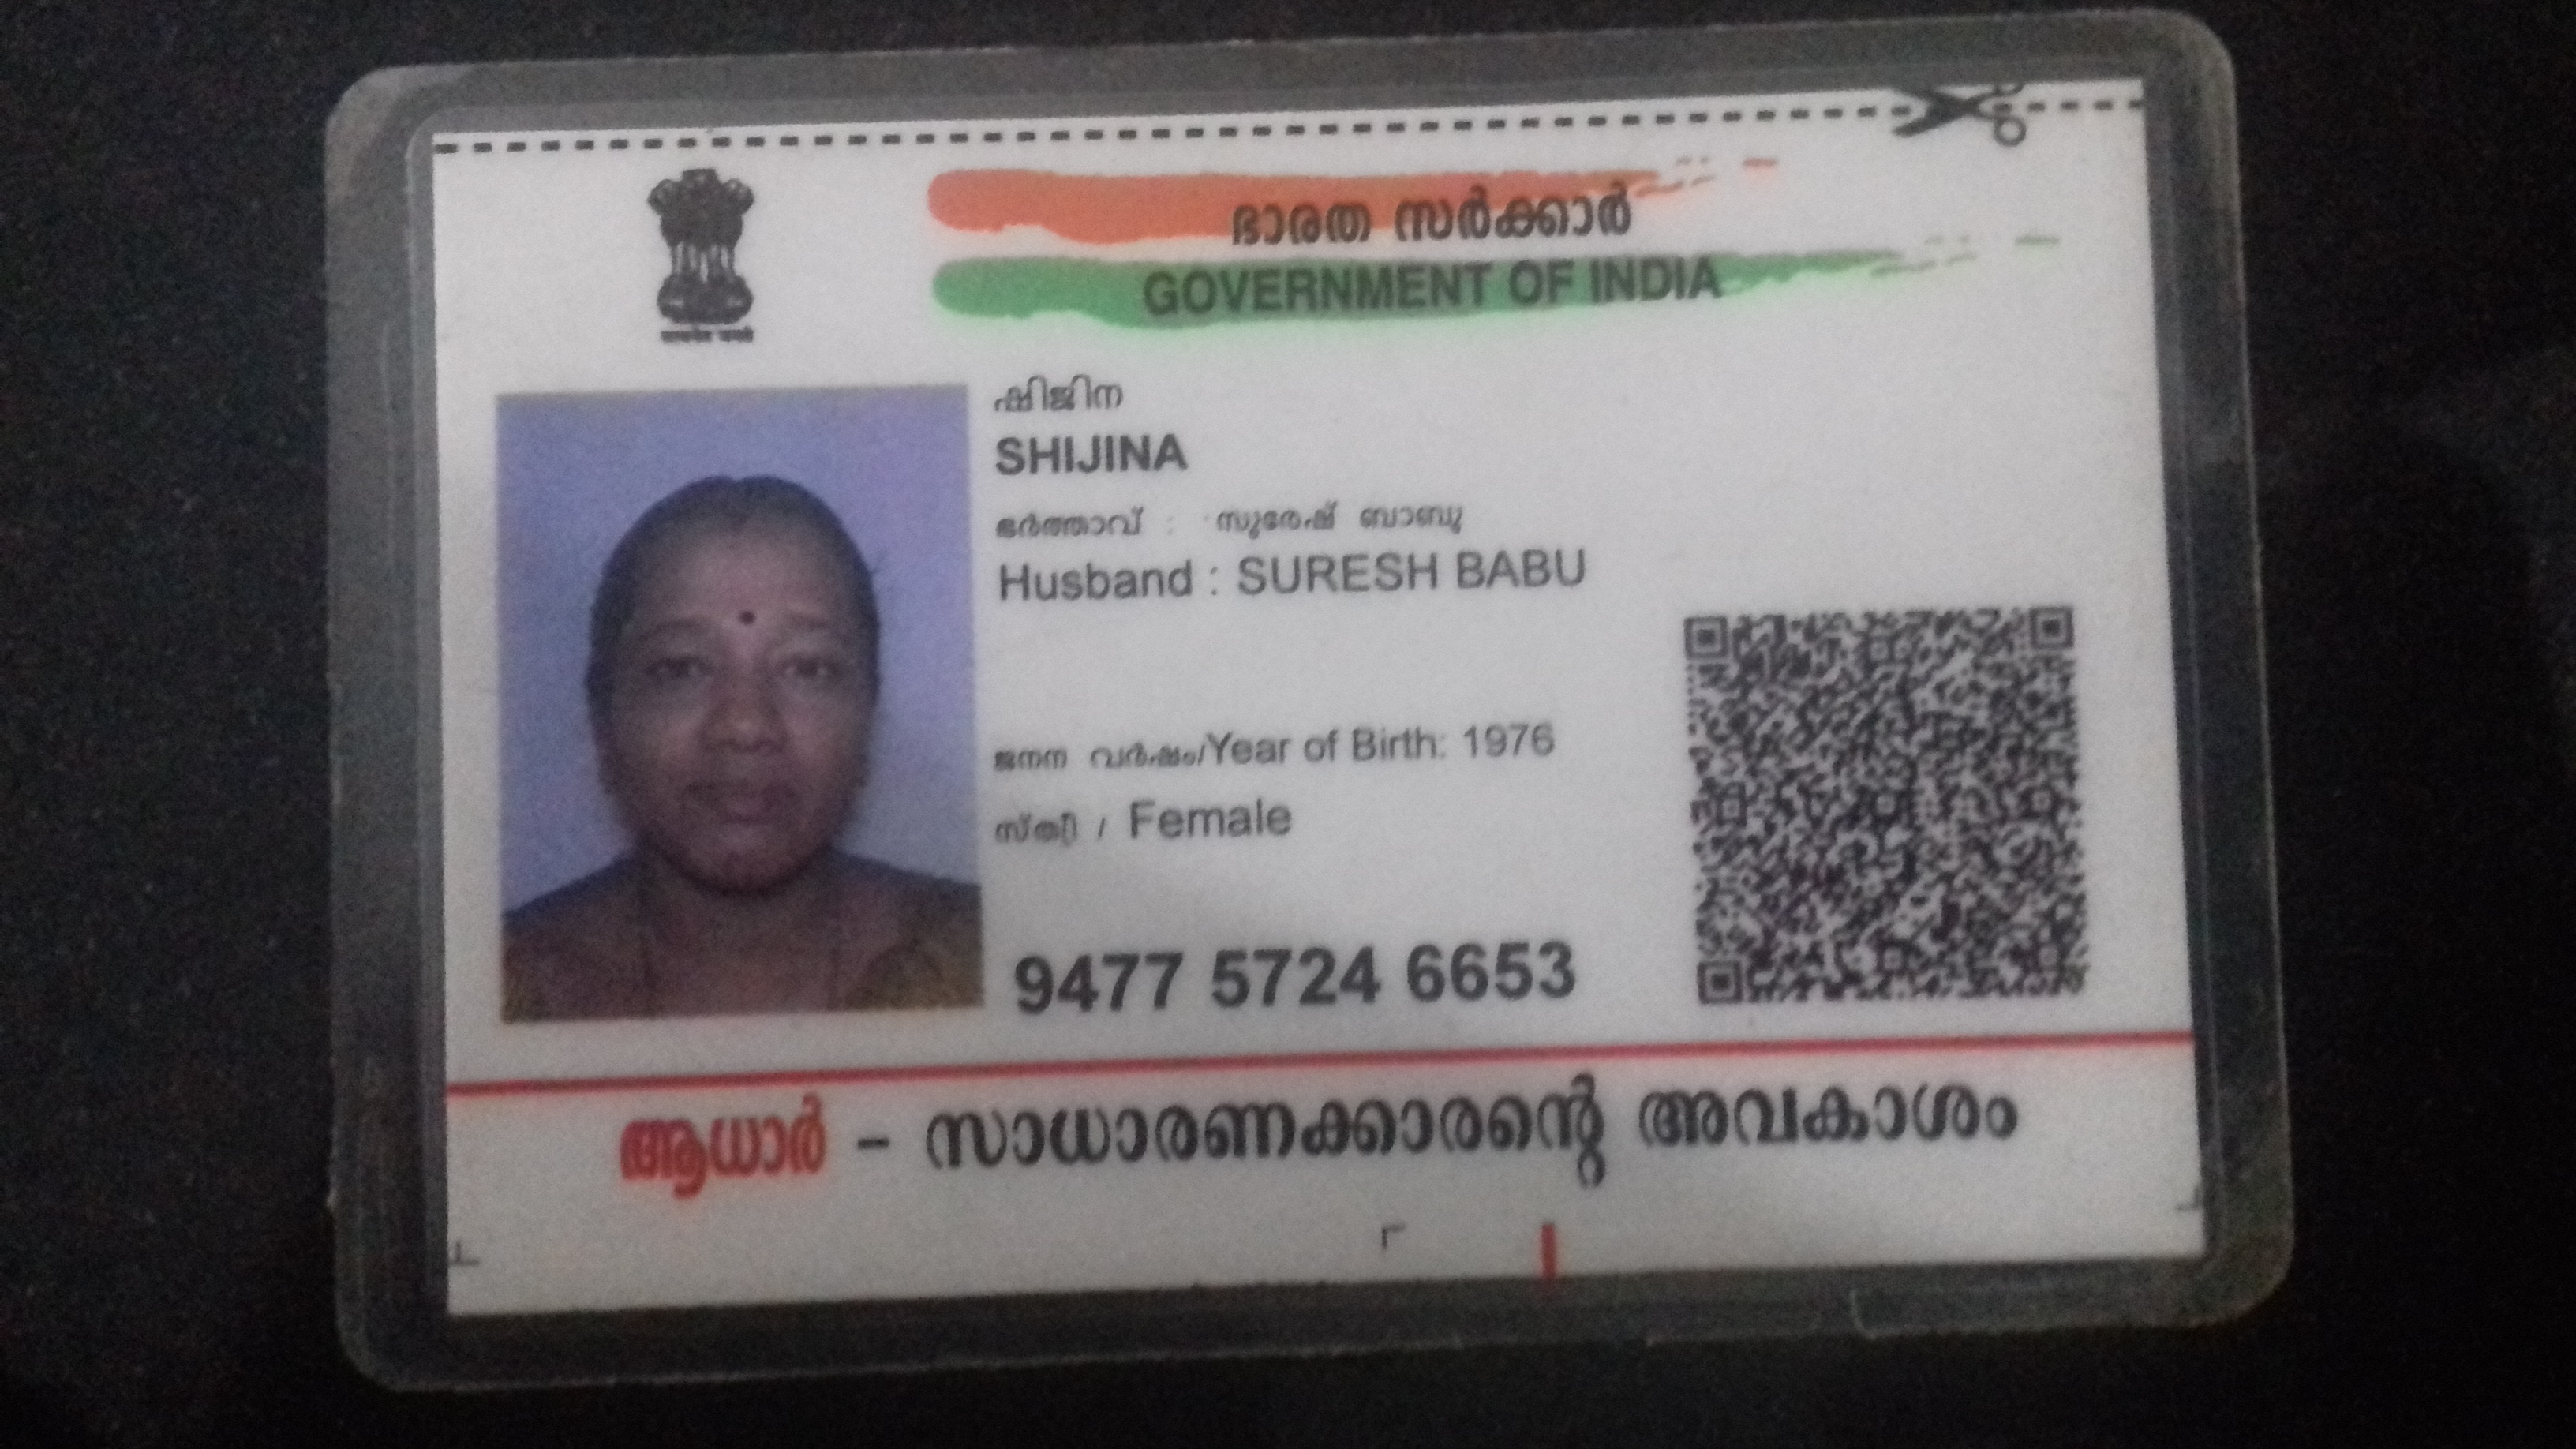 ഭാരത സർക്കാർ
GOVERNMENT OF INDIA
ഷിജിന
SHIJINA
ഭർത്താവ് : സുരേഷ് ബാബു
Husband : SURESH BABU
ജനന വർഷം/Year of Birth: 1976
സ്ത്രീ / Female
9477 5724 6653
ആധാർ - സാധാരണക്കാരന്റെ അവകാശം